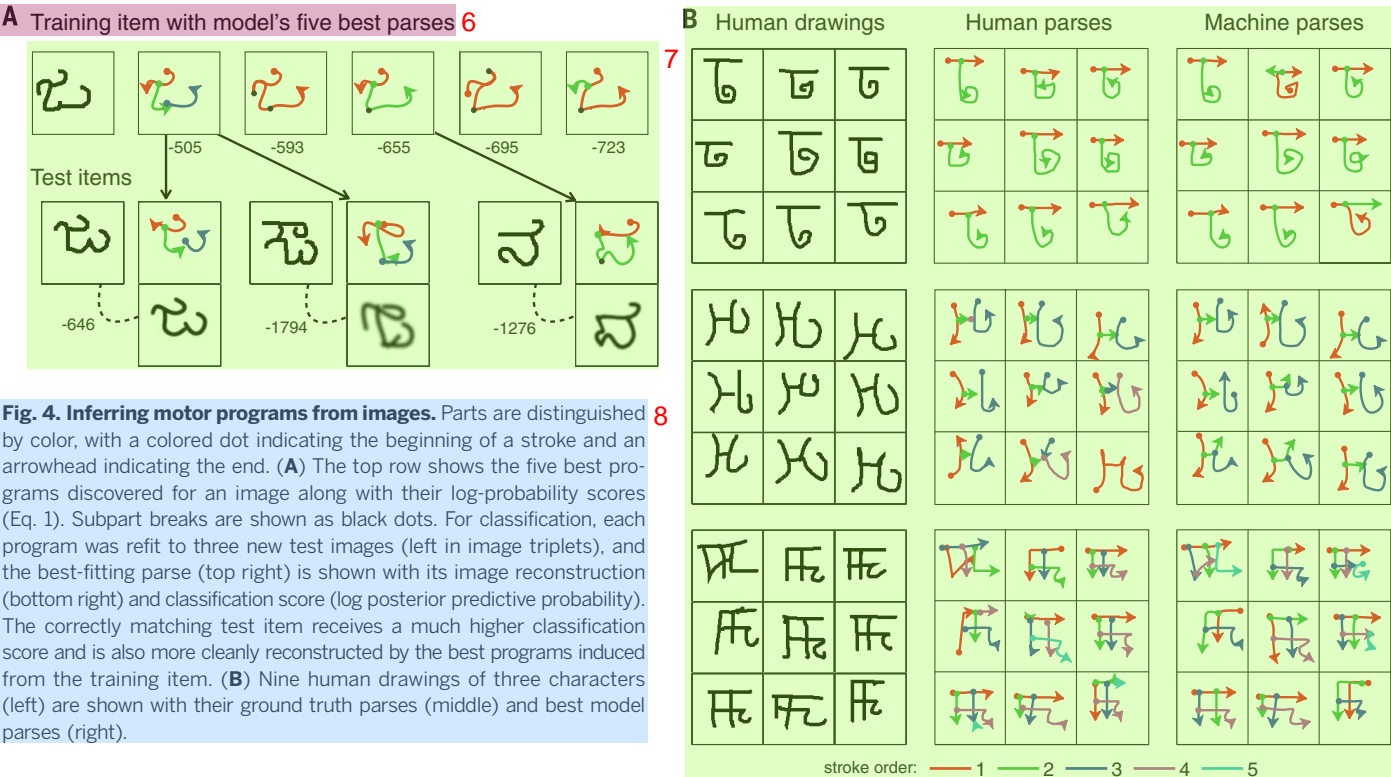 A Training item with model's five best parses 6
7
-505 -593 -655 -695 -723
Test items
-646 -1794 -1276
Fig. 4. Inferring motor programs from images. Parts are distinguished 8
by color, with a colored dot indicating the beginning of a stroke and an
arrowhead indicating the end. (A) The top row shows the five best pro-
grams discovered for an image along with their log-probability scores
(Eq. 1). Subpart breaks are shown as black dots. For classification, each
program was refit to three new test images (left in image triplets), and
the best-fitting parse (top right) is shown with its image reconstruction
(bottom right) and classification score (log posterior predictive probability).
The correctly matching test item receives a much higher classification
score and is also more cleanly reconstructed by the best programs induced
from the training item. (B) Nine human drawings of three characters
(left) are shown with their ground truth parses (middle) and best model
parses (right).
B Human drawings Human parses Machine parses
stroke order: 1 2 3 4 5